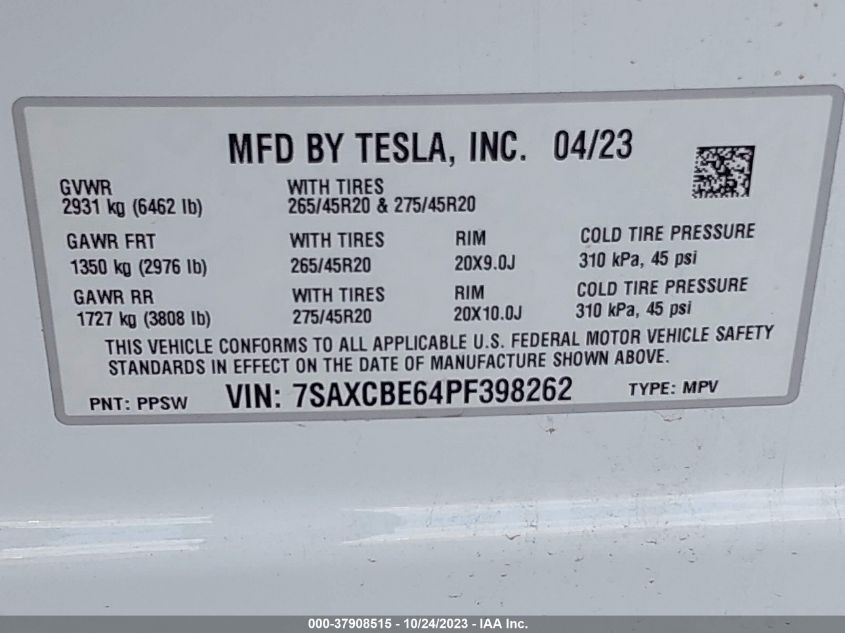 MFD BY TESLA, INC. 04/23
GVWR WITH TIRES
2931 kg (6462 lb) 265/45R20 & 275/45R20
GAWR FRT WITH TIRES RIM COLD TIRE PRESSURE
1350 kg (2976 lb) 265/45R20 20X9.0J 310 kPa, 45 psi
GAWR RR WITH TIRES RIM COLD TIRE PRESSURE
1727 kg (3808 lb) 275/45R20 20X10.0J 310 kPa, 45 psi
THIS VEHICLE CONFORMS TO ALL APPLICABLE U.S. FEDERAL MOTOR VEHICLE SAFETY
STANDARDS IN EFFECT ON THE DATE OF MANUFACTURE SHOWN ABOVE.
PNT: PPSW VIN: 7SAXCBE64PF398262 TYPE: MPV
000-37908515 - 10/24/2023 - IAA Inc.